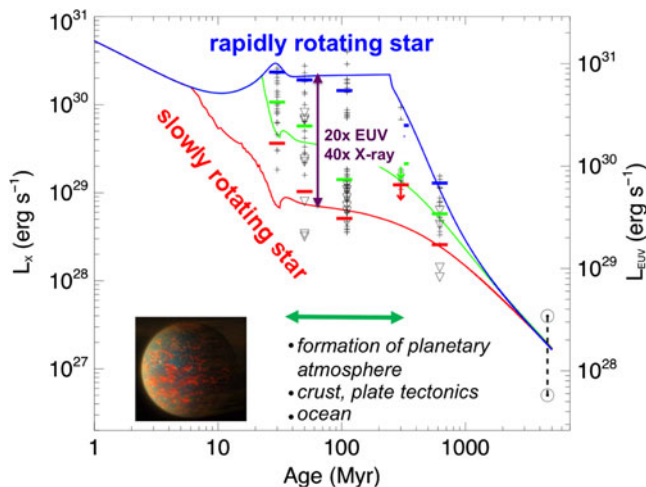 10³¹
10³⁰
10²⁹
10²⁸
10²⁷
Lₓ (erg s⁻¹)
rapidly rotating star
slowly rotating star
20x EUV
40x X-ray
10³¹
10³⁰
10²⁹
10²⁸
L_EUV (erg s⁻¹)
• formation of planetary
atmosphere
• crust, plate tectonics
• ocean
1 10 100 1000
Age (Myr)